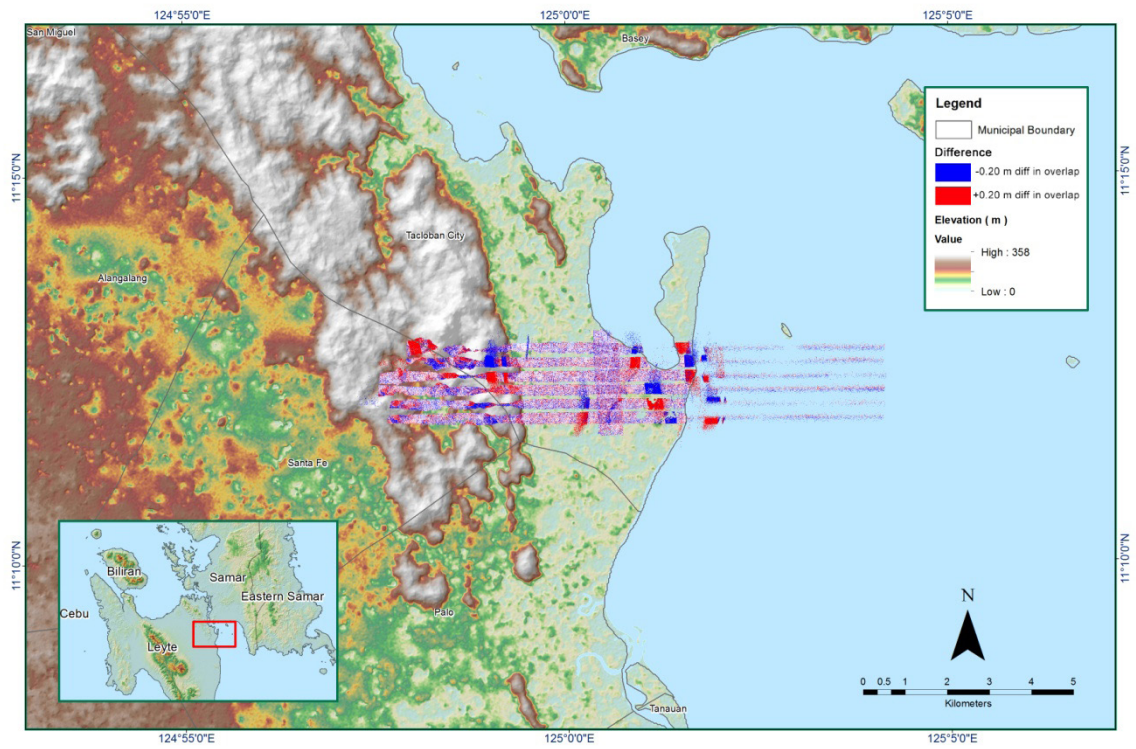 124°55'0"E
125°0'0"E
125°5'0"E
San Miguel
Basey
11°15'0"N
11°15'0"N
Legend
Municipal Boundary
Difference
-0.20 m diff in overlap
+0.20 m diff in overlap
Elevation ( m )
Value
High : 358
Low : 0
Tacloban City
Alangalang
Santa Fe
11°10'0"N
11°10'0"N
Biliran
Samar
Eastern Samar
Cebu
Leyte
Palo
Tanauan
N
0 0.5 1 2 3 4 5
Kilometers
124°55'0"E
125°0'0"E
125°5'0"E